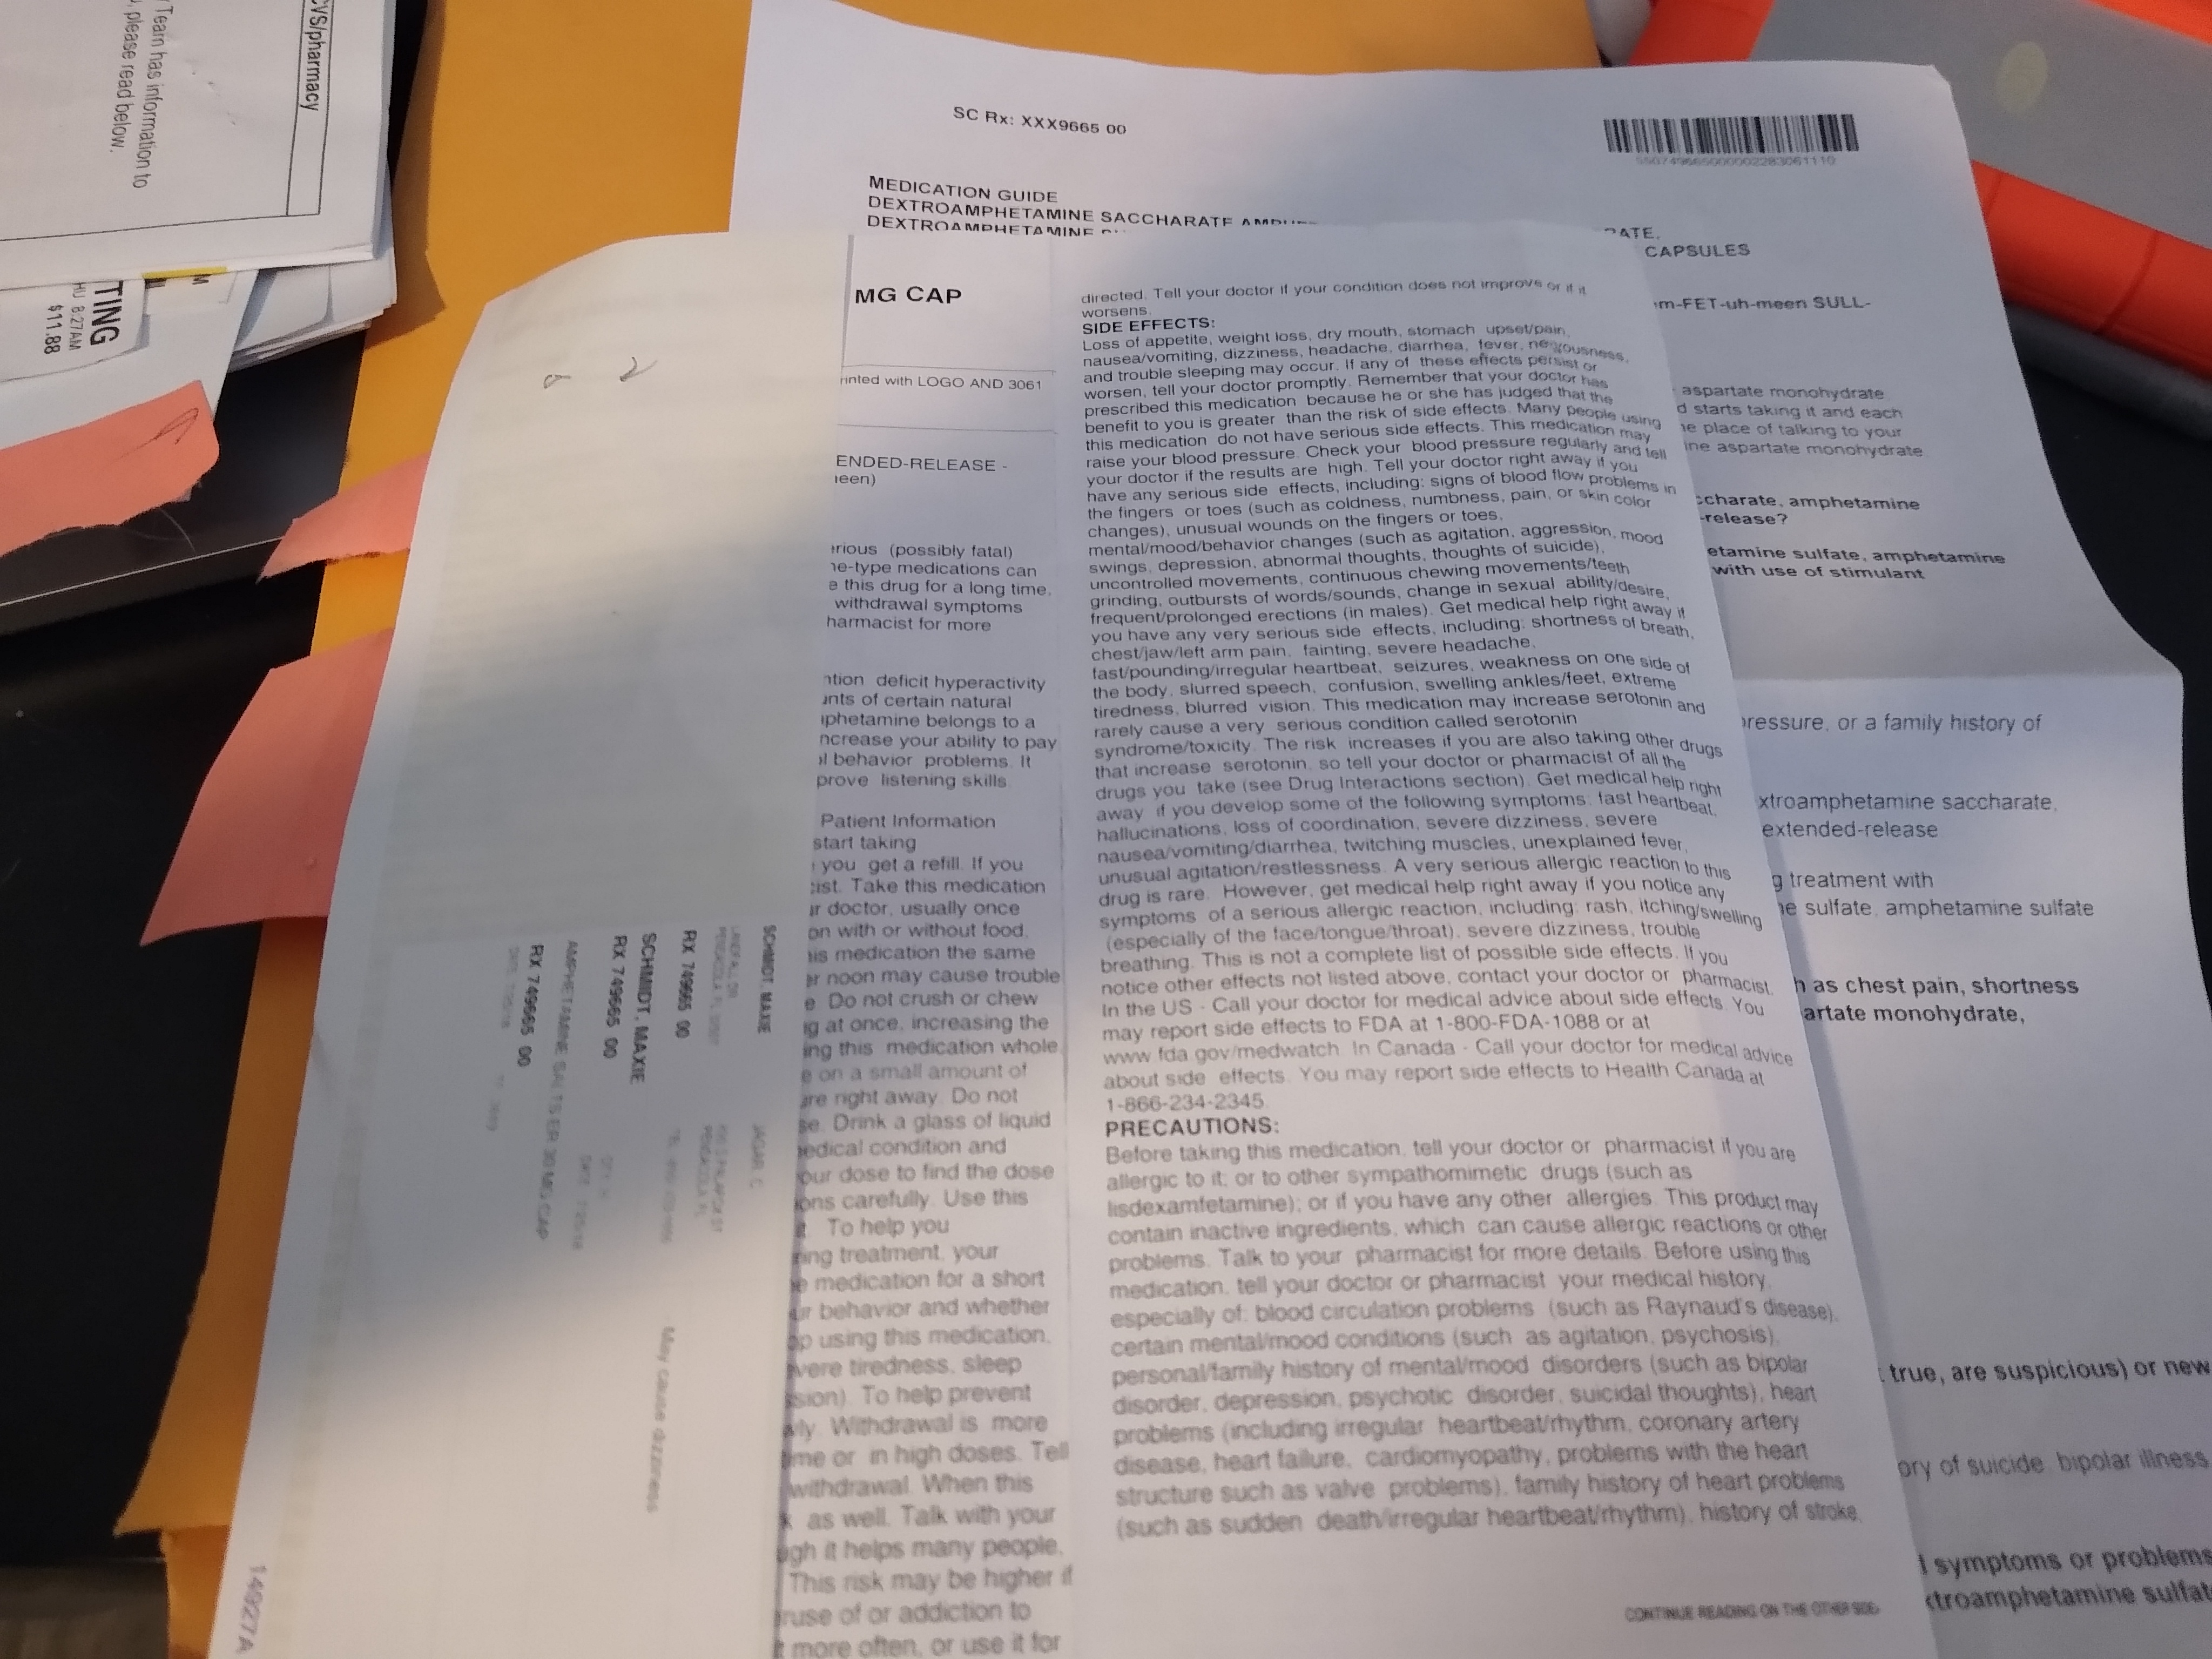 CVS/pharmacy
Team has information to
, please read below.
TING
HU 8:27AM
$11.88
SC Rx: XXX9665 00
MEDICATION GUIDE
DEXTROAMPHETAMINE SACCHARATE
DEXTROAMPHETAMINE
CAPSULES
m-FET-uh-meen SULL-
aspartate monohydrate
d starts taking it and each
place of talking to your
aspartate monohydrate
amphetamine
-release?
sulfate, amphetamine
with use of stimulant
or a family history of
saccharate,
extended-release
g treatment with
sulfate, amphetamine sulfate
as chest pain, shortness
monohydrate,
true, are suspicious) or new
of suicide, bipolar illness
symptoms or problems
MG CAP
with LOGO AND 3061
ENDED-RELEASE -
een)
(possibly fatal)
medications can
e this drug for a long time,
withdrawal symptoms
for more
deficit hyperactivity
of certain natural
belongs to a
your ability to pay
behavior problems. It
listening skills.
Patient Information
start taking
you get a refill. If you
Take this medication
doctor, usually once
with or without food.
medication the same
noon may cause trouble
Do not crush or chew
at once, increasing the
this medication whole
on a small amount of
right away. Do not
Drink a glass of liquid
condition and
dose to find the dose
carefully. Use this
To help you
treatment, your
medication for a short
behavior and whether
using this medication.
tiredness, sleep
To help prevent
Withdrawal is more
or in high doses. Tell
withdrawal. When this
as well. Talk with your
it helps many people,
This risk may be higher if
of or addiction to
more often, or use it for
directed. Tell your doctor if your condition does not improve or if it
worsens.
SIDE EFFECTS:
Loss of appetite, weight loss, dry mouth, stomach upset/pain,
nausea/vomiting, dizziness, headache, diarrhea, fever, nervousness,
and trouble sleeping may occur. If any of these effects persist or
worsen, tell your doctor promptly. Remember that your doctor has
prescribed this medication because he or she has judged that the
benefit to you is greater than the risk of side effects. Many people using
this medication do not have serious side effects. This medication may
raise your blood pressure. Check your blood pressure regularly and tell
your doctor if the results are high. Tell your doctor right away if you
have any serious side effects, including: signs of blood flow problems in
the fingers or toes (such as coldness, numbness, pain, or skin color
changes), unusual wounds on the fingers or toes,
mental/mood/behavior changes (such as agitation, aggression, mood
swings, depression, abnormal thoughts, thoughts of suicide),
uncontrolled movements, continuous chewing movements/teeth
grinding, outbursts of words/sounds, change in sexual ability/desire,
frequent/prolonged erections (in males). Get medical help right away if
you have any very serious side effects, including: shortness of breath,
chest/jaw/left arm pain, fainting, severe headache,
fast/pounding/irregular heartbeat, seizures, weakness on one side of
the body, slurred speech, confusion, swelling ankles/feet, extreme
tiredness, blurred vision. This medication may increase serotonin and
rarely cause a very serious condition called serotonin
syndrome/toxicity. The risk increases if you are also taking other drugs
that increase serotonin, so tell your doctor or pharmacist of all the
drugs you take (see Drug Interactions section). Get medical help right
away if you develop some of the following symptoms: fast heartbeat,
hallucinations, loss of coordination, severe dizziness, severe
nausea/vomiting/diarrhea, twitching muscles, unexplained fever,
unusual agitation/restlessness. A very serious allergic reaction to this
drug is rare. However, get medical help right away if you notice any
symptoms of a serious allergic reaction, including: rash, itching/swelling
(especially of the face/tongue/throat), severe dizziness, trouble
breathing. This is not a complete list of possible side effects. If you
notice other effects not listed above, contact your doctor or pharmacist.
In the US - Call your doctor for medical advice about side effects. You
may report side effects to FDA at 1-800-FDA-1088 or at
www.fda.gov/medwatch. In Canada - Call your doctor for medical advice
about side effects. You may report side effects to Health Canada at
1-866-234-2345.
PRECAUTIONS:
Before taking this medication, tell your doctor or pharmacist if you are
allergic to it; or to other sympathomimetic drugs (such as
lisdexamfetamine); or if you have any other allergies. This product may
contain inactive ingredients, which can cause allergic reactions or other
problems. Talk to your pharmacist for more details. Before using this
medication, tell your doctor or pharmacist your medical history,
especially of: blood circulation problems (such as Raynaud's disease),
certain mental/mood conditions (such as agitation, psychosis),
personal/family history of mental/mood disorders (such as bipolar
disorder, depression, psychotic disorder, suicidal thoughts), heart
problems (including irregular heartbeat/rhythm, coronary artery
disease, heart failure, cardiomyopathy, problems with the heart
structure such as valve problems), family history of heart problems
(such as sudden death/irregular heartbeat/rhythm), history of stroke,
CONTINUE READING ON THE OTHER SIDE>
SCHMIDT, MAXIE
RX 749665 00
SCHMIDT, MAXIE
RX 749665 00
AMPHETAMINE SALTS ER 30 MG CAP
RX 749665 00
May cause dizziness
14927A